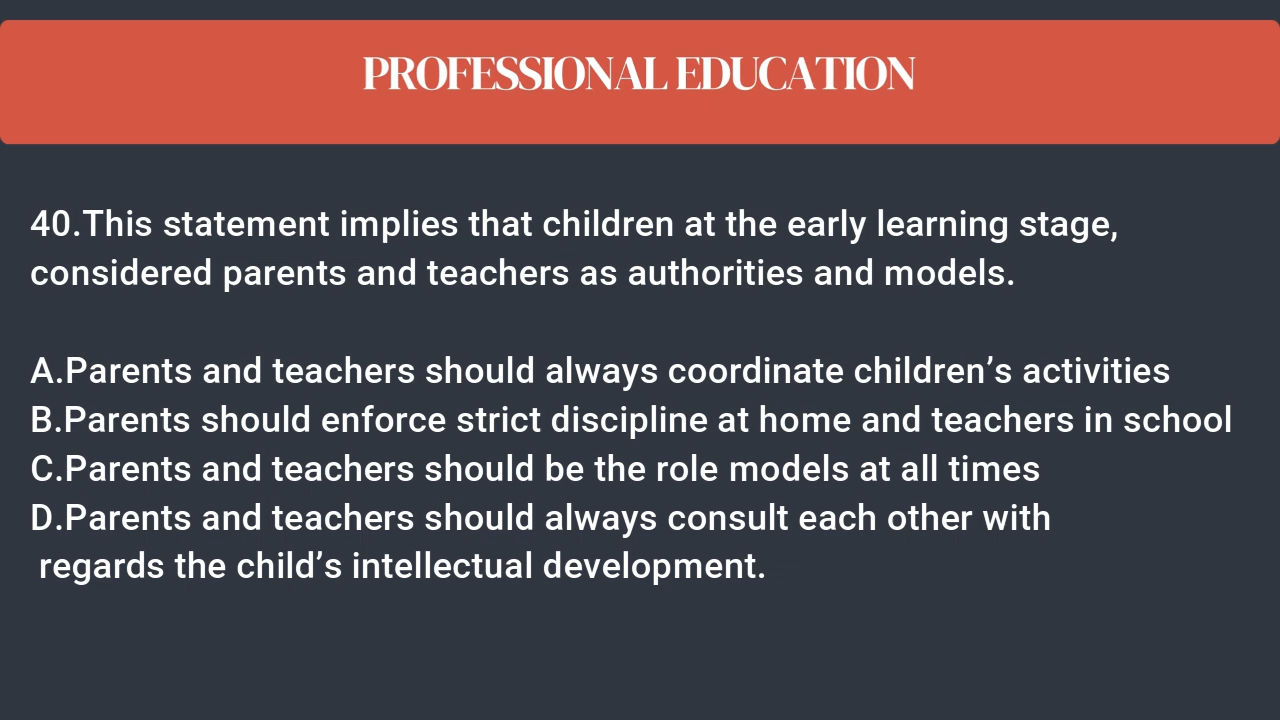 PROFESSIONAL EDUCATION
40.This statement implies that children at the early learning stage,
considered parents and teachers as authorities and models.
A.Parents and teachers should always coordinate children’s activities
B.Parents should enforce strict discipline at home and teachers in school
C.Parents and teachers should be the role models at all times
D.Parents and teachers should always consult each other with
regards the child’s intellectual development.